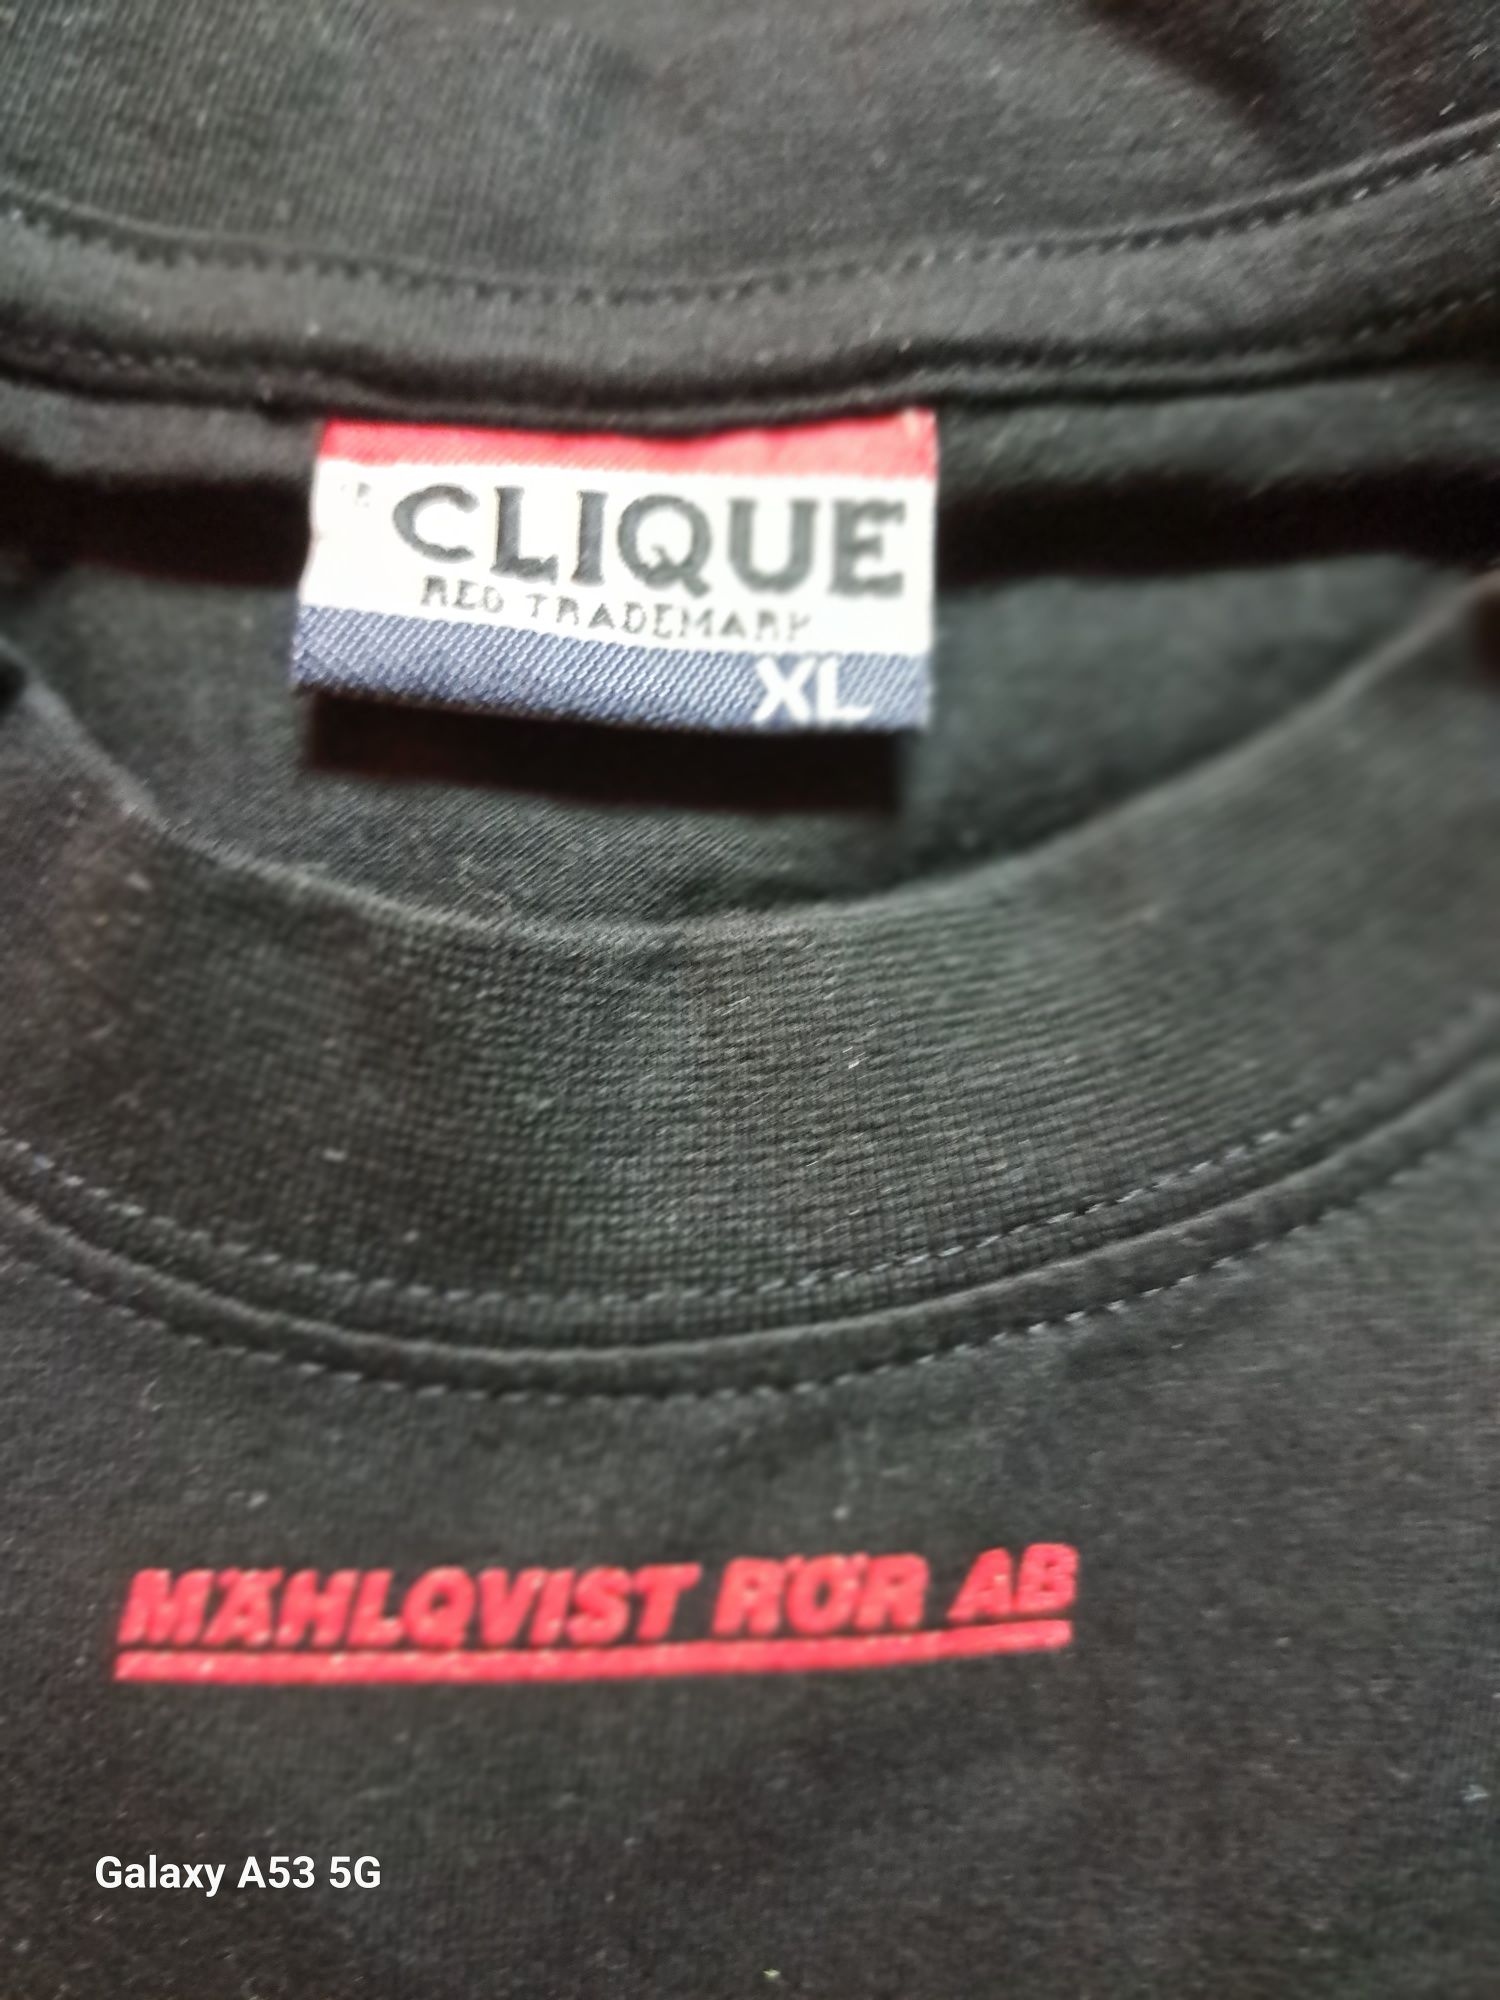 CLIQUE
REG TRADEMARK
XL
MÄHLQVIST RÖR AB
Galaxy A53 5G